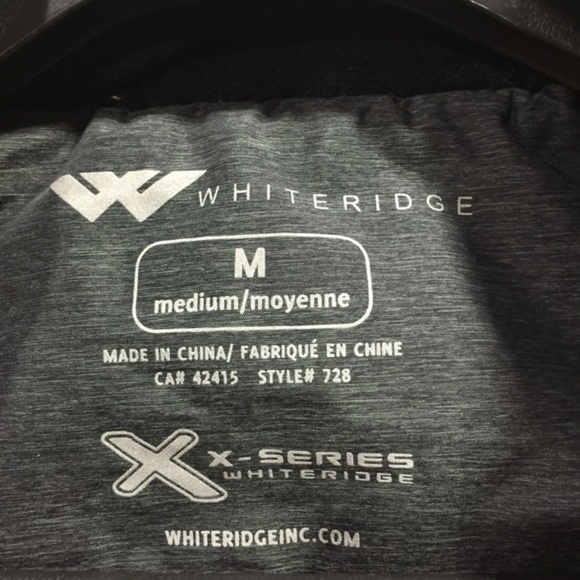 WHITERIDGE
M
medium/moyenne
MADE IN CHINA/ FABRIQUÉ EN CHINE
CA# 42415 STYLE# 728
X X-SERIES
WHITERIDGE
WHITERIDGEINC.COM